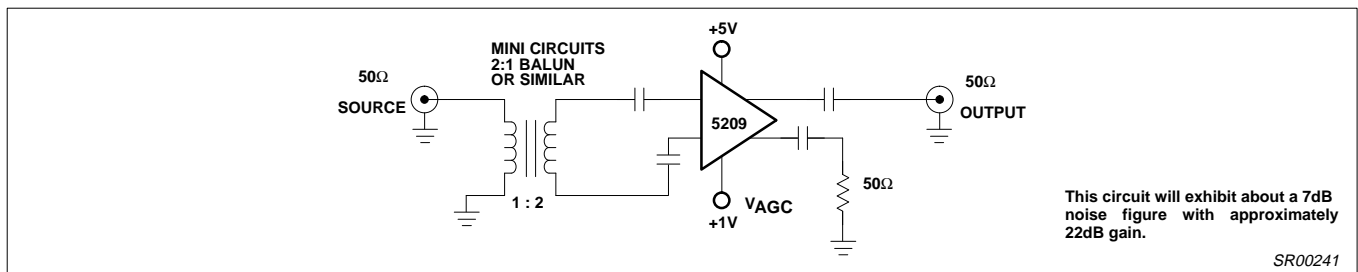 +5V
MINI CIRCUITS
2:1 BALUN
OR SIMILAR
50Ω
SOURCE
50Ω
OUTPUT
5209
50Ω
1 : 2
VAGC
+1V
This circuit will exhibit about a 7dB
noise figure with approximately
22dB gain.
SR00241